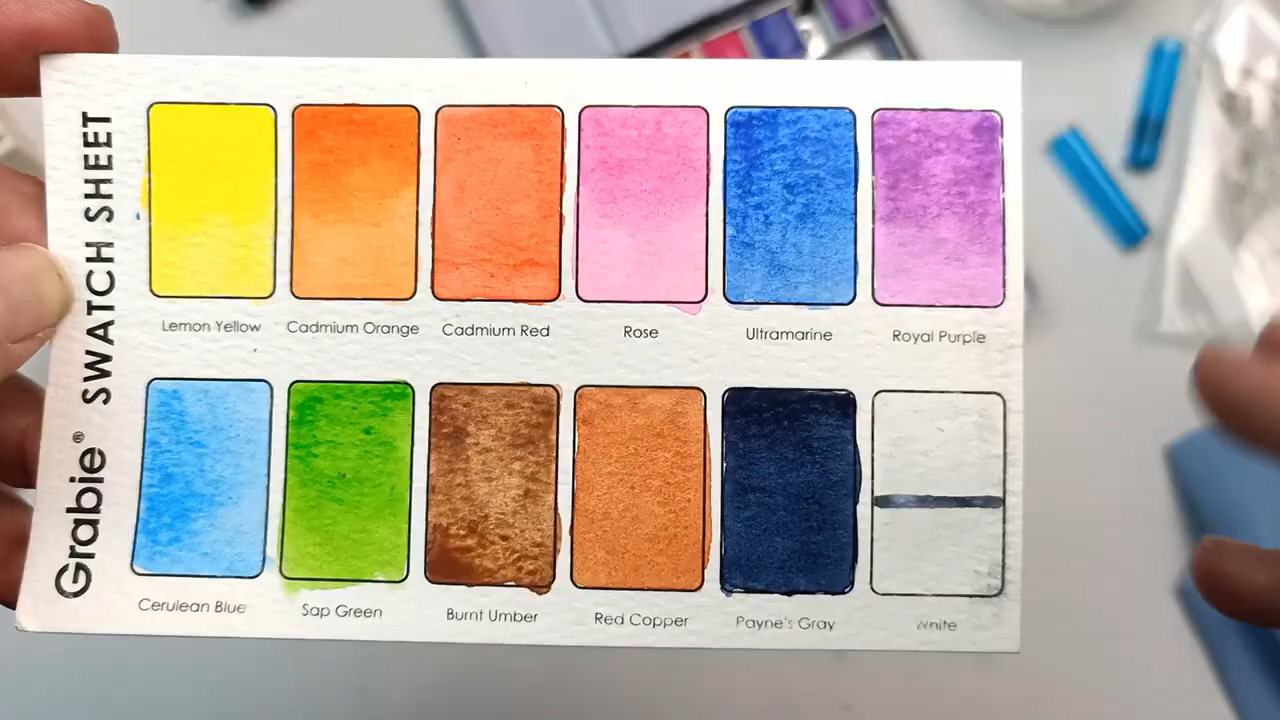 Grabie® SWATCH SHEET
Lemon Yellow Cadmium Orange Cadmium Red Rose Ultramarine Royal Purple
Cerulean Blue Sap Green Burnt Umber Red Copper Payne's Gray White